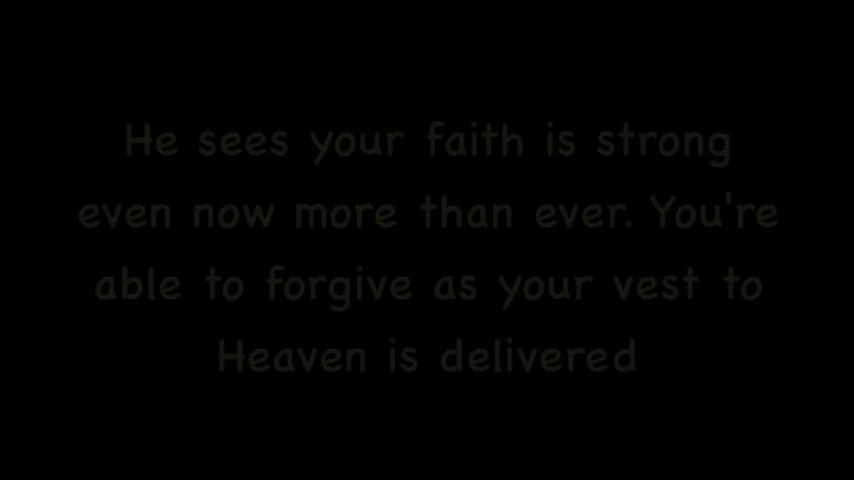 He sees your faith is strong
even now more than ever. You're
able to forgive as your vest to
Heaven is delivered